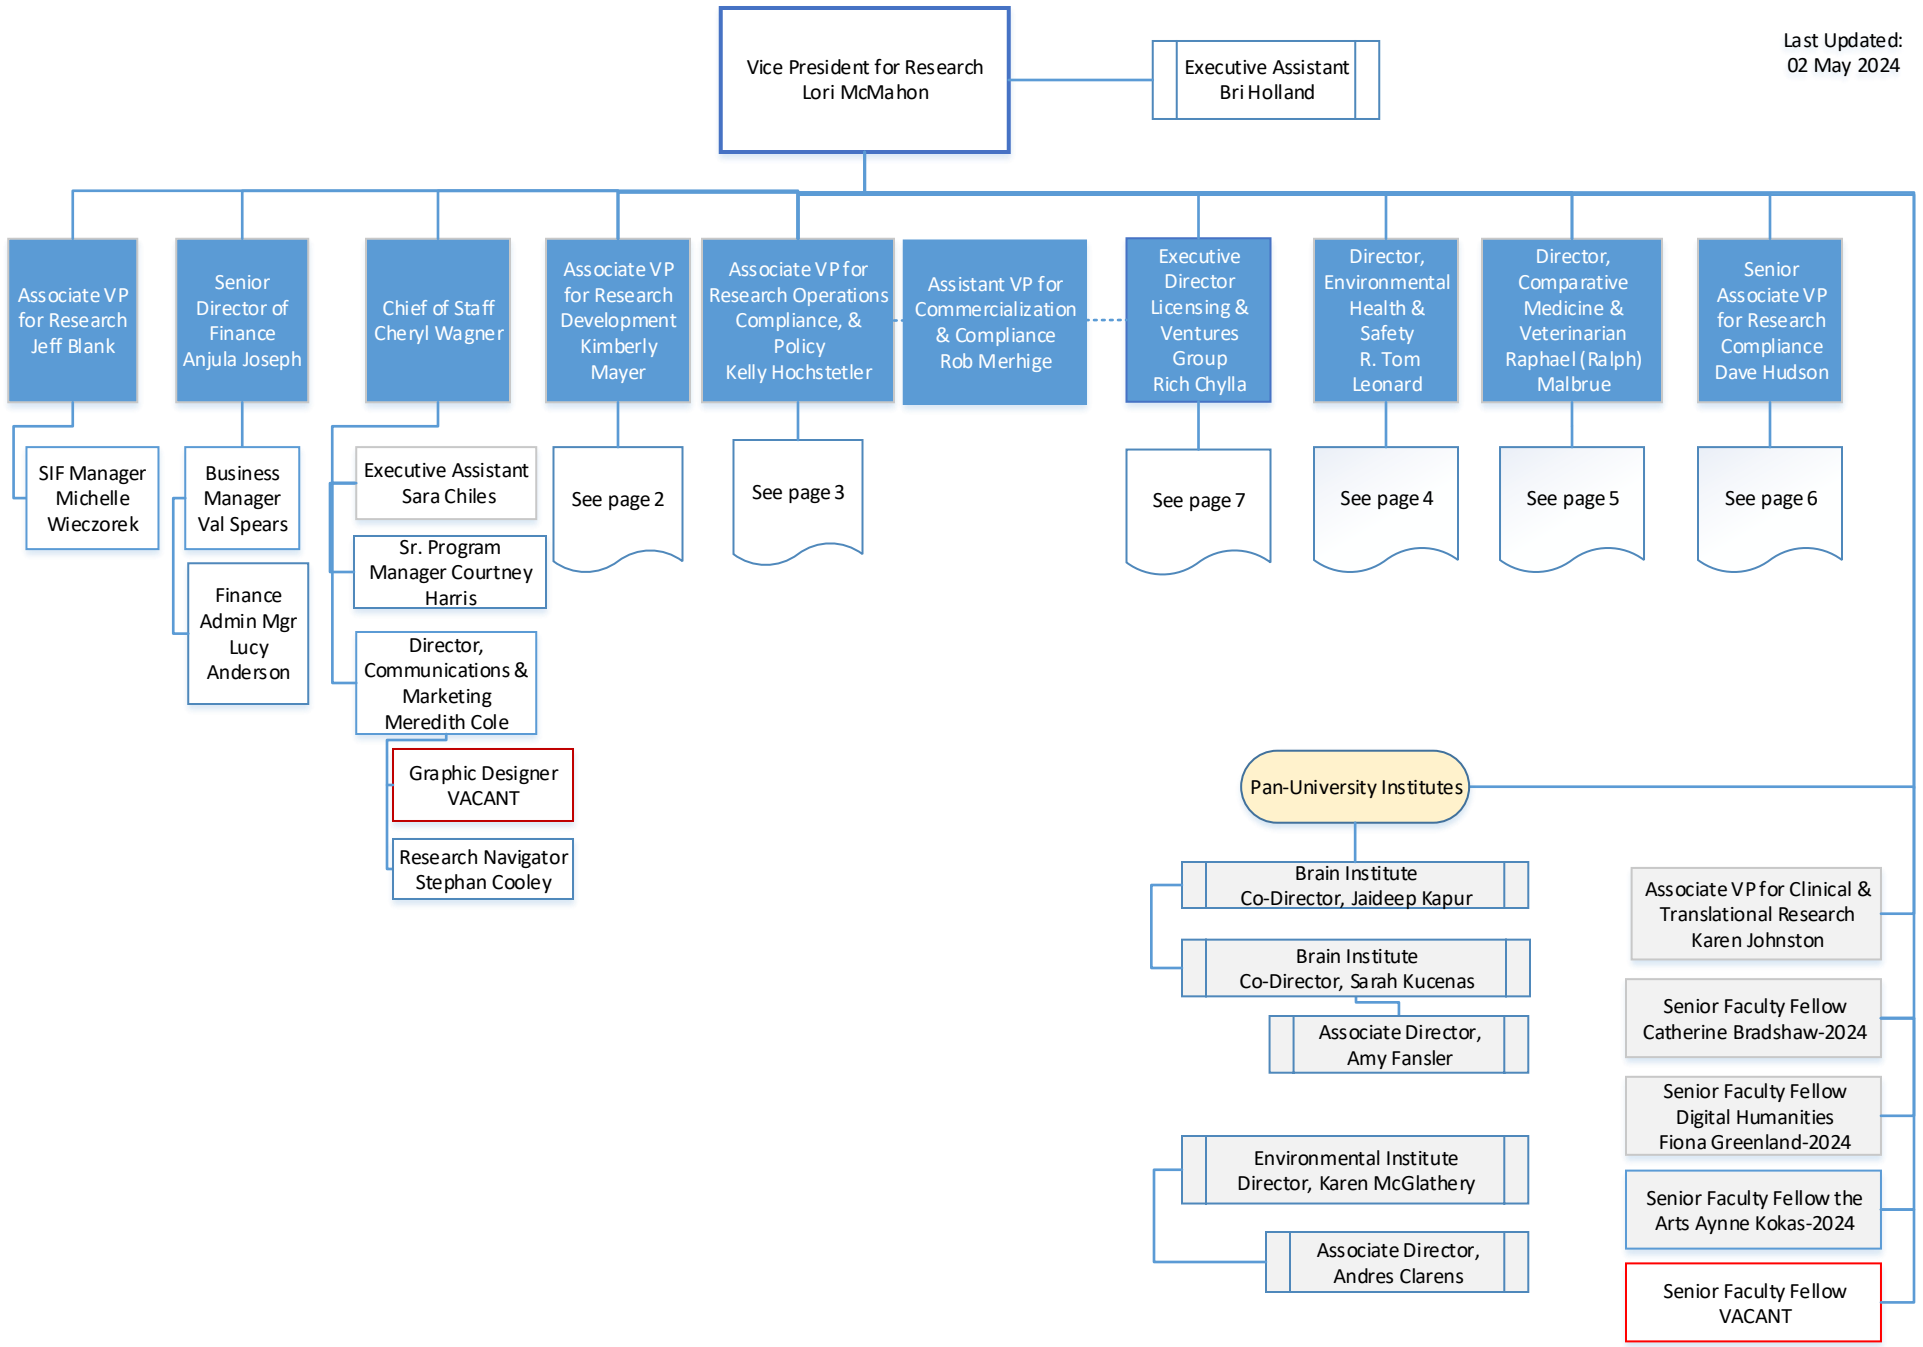 Vice President for Research
Lori McMahon
Executive Assistant
Bri Holland
Last Updated:
02 May 2024
Associate VP
for Research
Jeff Blank
Senior
Director of
Finance
Anjula Joseph
Chief of Staff
Cheryl Wagner
Associate VP
for Research
Development
Kimberly
Mayer
Associate VP for
Research Operations
Compliance, &
Policy
Kelly Hochstetler
Assistant VP for
Commercialization
& Compliance
Rob Merhige
Executive
Director
Licensing &
Ventures
Group
Rich Chylla
Director,
Environmental
Health &
Safety
R. Tom
Leonard
Director,
Comparative
Medicine &
Veterinarian
Raphael (Ralph)
Malbrue
Senior
Associate VP
for Research
Compliance
Dave Hudson
SIF Manager
Michelle
Wieczorek
Business
Manager
Val Spears
Finance
Admin Mgr
Lucy
Anderson
Executive Assistant
Sara Chiles
Sr. Program
Manager Courtney
Harris
Director,
Communications &
Marketing
Meredith Cole
Graphic Designer
VACANT
Research Navigator
Stephan Cooley
See page 2
See page 3
See page 7
See page 4
See page 5
See page 6
Pan-University Institutes
Brain Institute
Co-Director, Jaideep Kapur
Brain Institute
Co-Director, Sarah Kucenas
Associate Director,
Amy Fansler
Environmental Institute
Director, Karen McGlathery
Associate Director,
Andres Clarens
Associate VP for Clinical &
Translational Research
Karen Johnston
Senior Faculty Fellow
Catherine Bradshaw-2024
Senior Faculty Fellow
Digital Humanities
Fiona Greenland-2024
Senior Faculty Fellow the
Arts Aynne Kokas-2024
Senior Faculty Fellow
VACANT